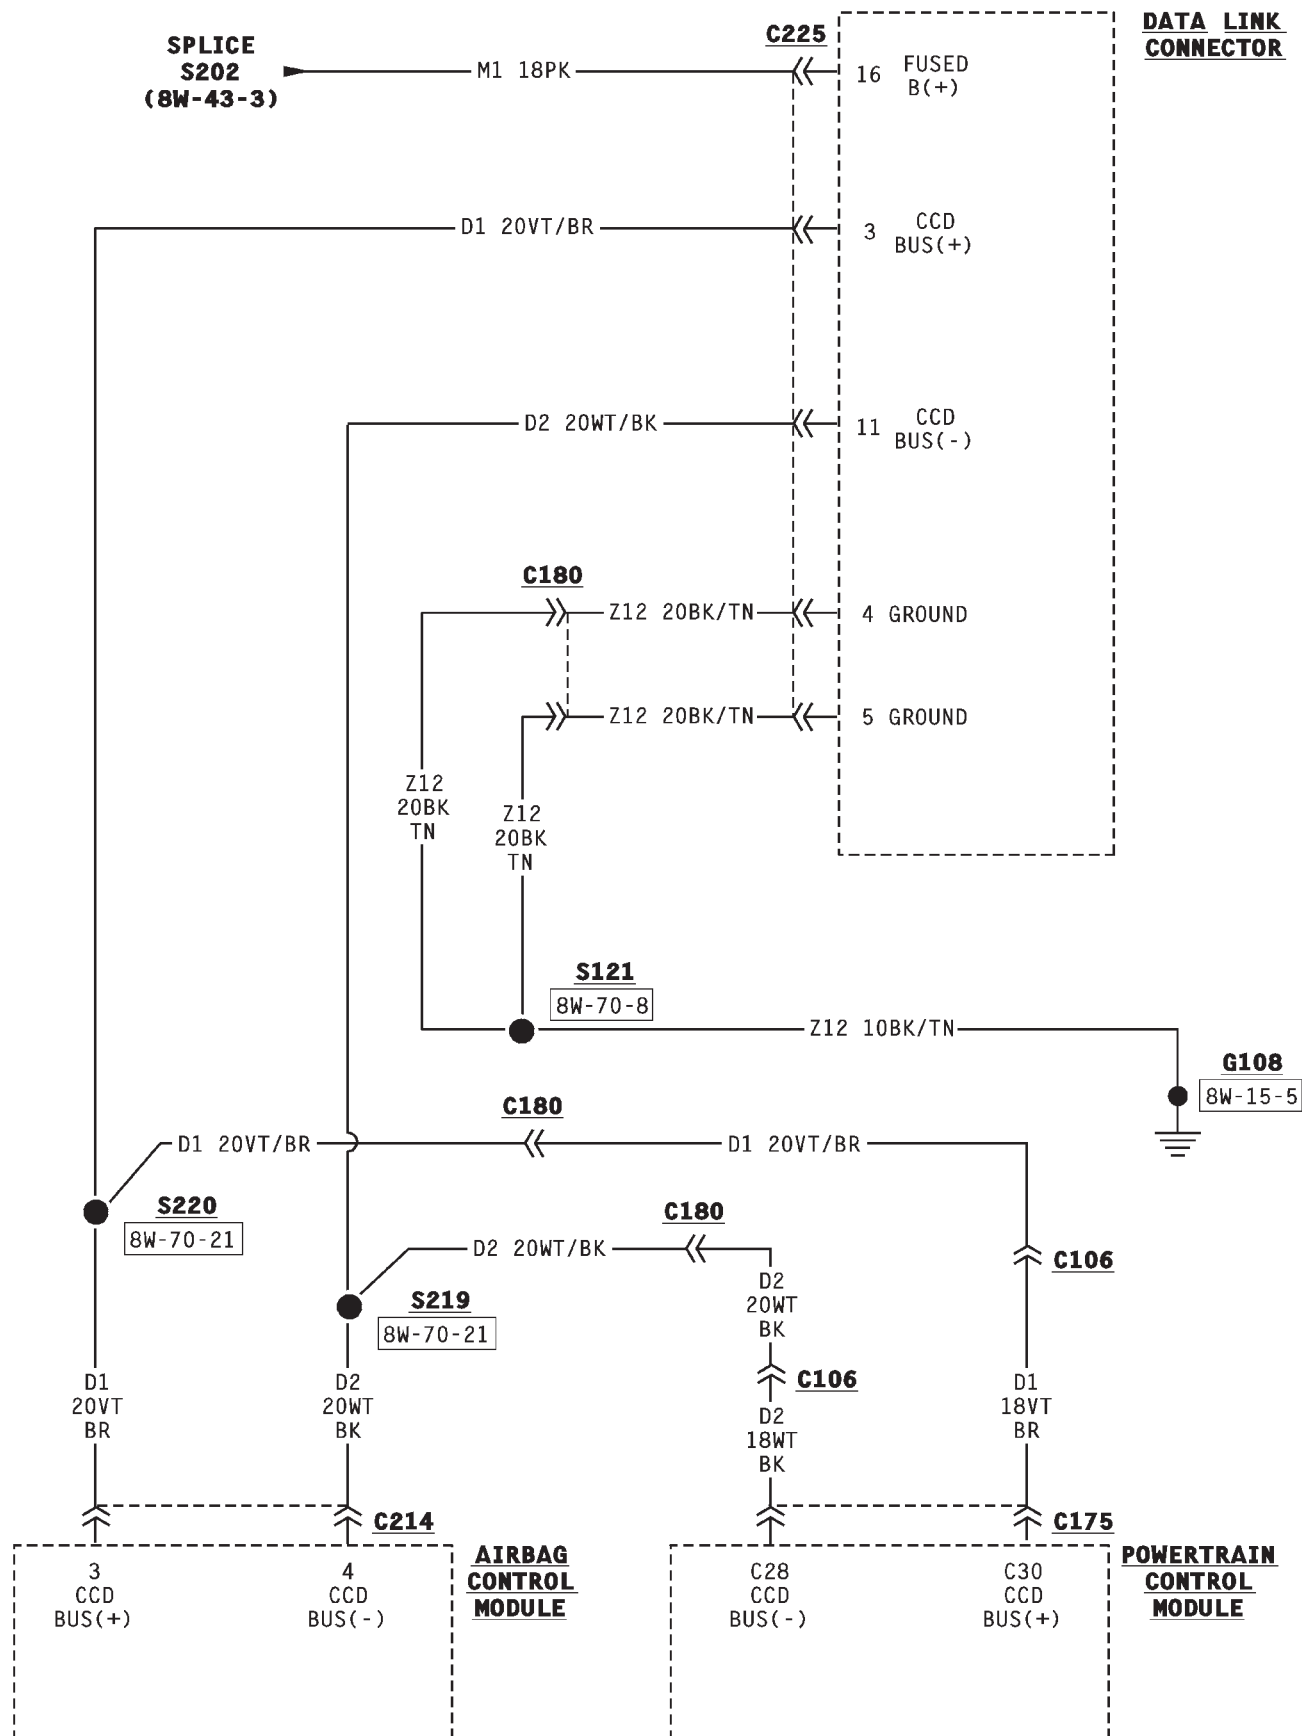 DATA LINK
CONNECTOR
C225
SPLICE
S202
(8W-43-3)
M1 18PK
16
FUSED
B(+)
D1 20VT/BR
3
CCD
BUS(+)
D2 20WT/BK
11
CCD
BUS(-)
C180
Z12 20BK/TN
4 GROUND
Z12 20BK/TN
5 GROUND
Z12
20BK
TN
Z12
20BK
TN
S121
8W-70-8
Z12 10BK/TN
G108
8W-15-5
C180
D1 20VT/BR
D1 20VT/BR
S220
8W-70-21
C180
D2 20WT/BK
C106
D2
20WT
BK
S219
8W-70-21
C106
D1
20VT
BR
D2
20WT
BK
D2
18WT
BK
D1
18VT
BR
C214
C175
AIRBAG
CONTROL
MODULE
POWERTRAIN
CONTROL
MODULE
3
CCD
BUS(+)
4
CCD
BUS(-)
C28
CCD
BUS(-)
C30
CCD
BUS(+)